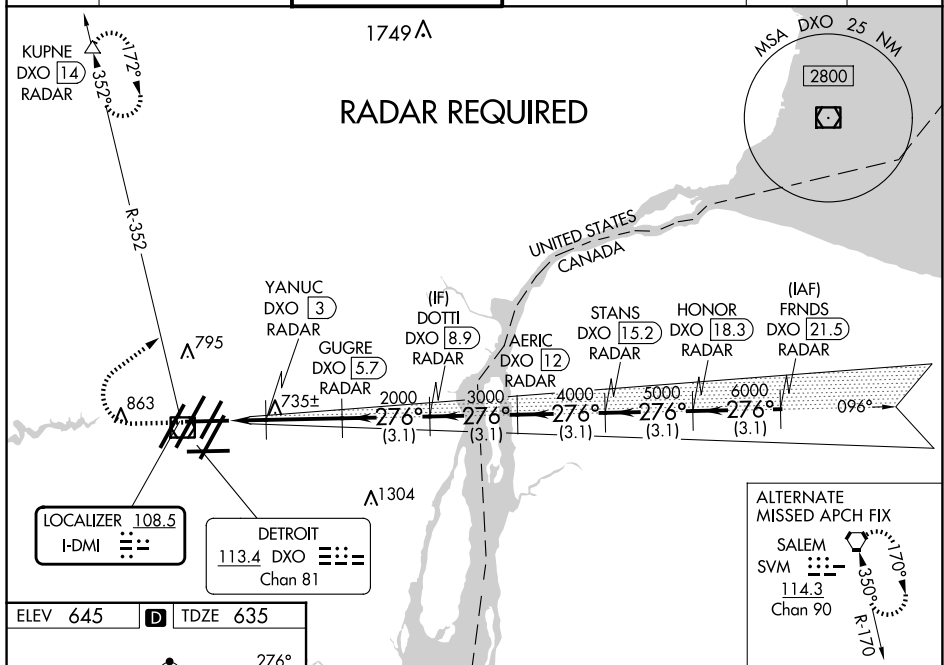 KUPNE
DXO 14
RADAR
172°
352°
R-352
1749
RADAR REQUIRED
MSA DXO 25 NM
2800
UNITED STATES
CANADA
YANUC
DXO 3
RADAR
GUGRE
DXO 5.7
RADAR
(IF)
DOTTI
DXO 8.9
RADAR
AERIC
DXO 12
RADAR
STANS
DXO 15.2
RADAR
HONOR
DXO 18.3
RADAR
(IAF)
FRNDS
DXO 21.5
RADAR
795
863
735±
2000 3000 4000 5000 6000
276° 276° 276° 276° 276°
(3.1) (3.1) (3.1) (3.1) (3.1)
096°
1304
LOCALIZER 108.5
I-DMI
DETROIT
113.4 DXO
Chan 81
ALTERNATE
MISSED APCH FIX
SALEM
SVM
114.3
Chan 90
170°
350°
R-170
ELEV 645 D TDZE 635
276°